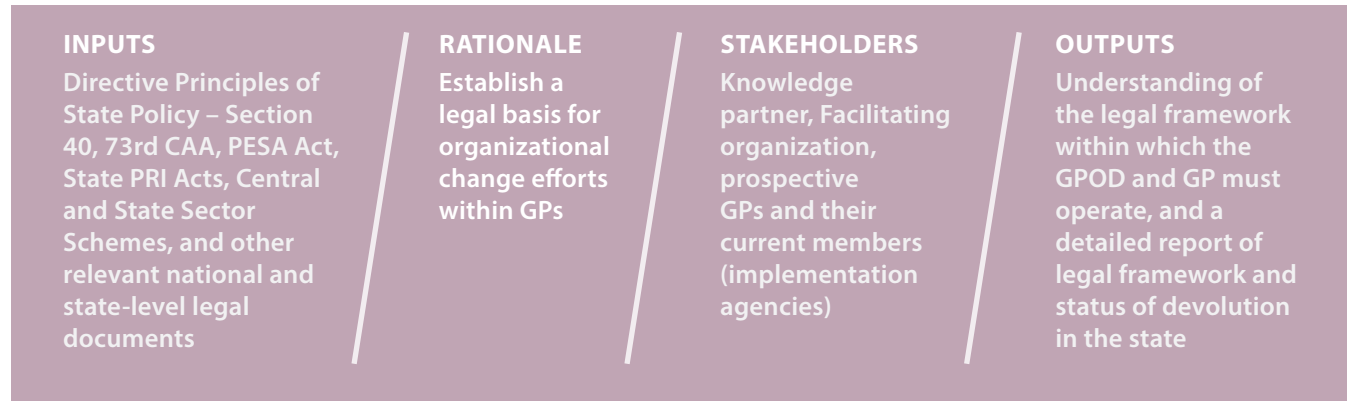 INPUTS
Directive Principles of
State Policy – Section
40, 73rd CAA, PESA Act,
State PRI Acts, Central
and State Sector
Schemes, and other
relevant national and
state-level legal
documents
RATIONALE
Establish a
legal basis for
organizational
change efforts
within GPs
STAKEHOLDERS
Knowledge
partner, Facilitating
organization,
prospective
GPs and their
current members
(implementation
agencies)
OUTPUTS
Understanding of
the legal framework
within which the
GPOD and GP must
operate, and a
detailed report of
legal framework and
status of devolution
in the state